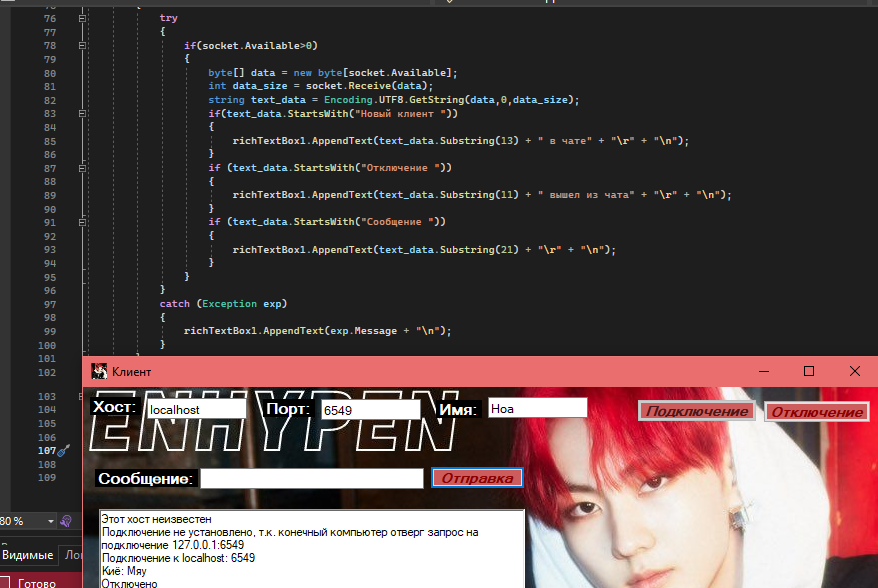 76 try
77 {
78 if(socket.Available>0)
79 {
80 byte[] data = new byte[socket.Available];
81 int data_size = socket.Receive(data);
82 string text_data = Encoding.UTF8.GetString(data,0,data_size);
83 if(text_data.StartsWith("Новый клиент "))
84 {
85 richTextBox1.AppendText(text_data.Substring(13) + " в чате" + "\r" + "\n");
86 }
87 if (text_data.StartsWith("Отключение "))
88 {
89 richTextBox1.AppendText(text_data.Substring(11) + " вышел из чата" + "\r" + "\n");
90 }
91 if (text_data.StartsWith("Сообщение "))
92 {
93 richTextBox1.AppendText(text_data.Substring(21) + "\r" + "\n");
94 }
95 }
96 }
97 catch (Exception exp)
98 {
99 richTextBox1.AppendText(exp.Message + "\n");
100 }
101
102
103
104
105
106
107
108
109
80 %
Видимые
Готово
Клиент
ENHYPEN
Хост: localhost Порт: 6549 Имя: Ноа Подключение Отключение
Сообщение: Отправка
Этот хост неизвестен
Подключение не установлено, т.к. конечный компьютер отверг запрос на
подключение 127.0.0.1:6549
Подключение к localhost: 6549
Киё: Мяу
Отключено